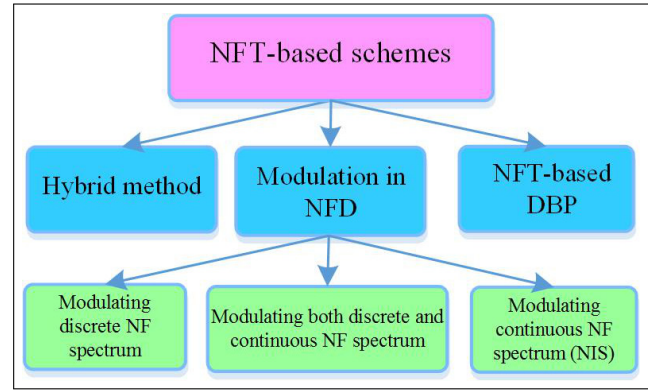 NFT-based schemes
Hybrid method
Modulation in
NFD
NFT-based
DBP
Modulating
discrete NF
spectrum
Modulating both discrete and
continuous NF spectrum
Modulating
continuous NF
spectrum (NIS)